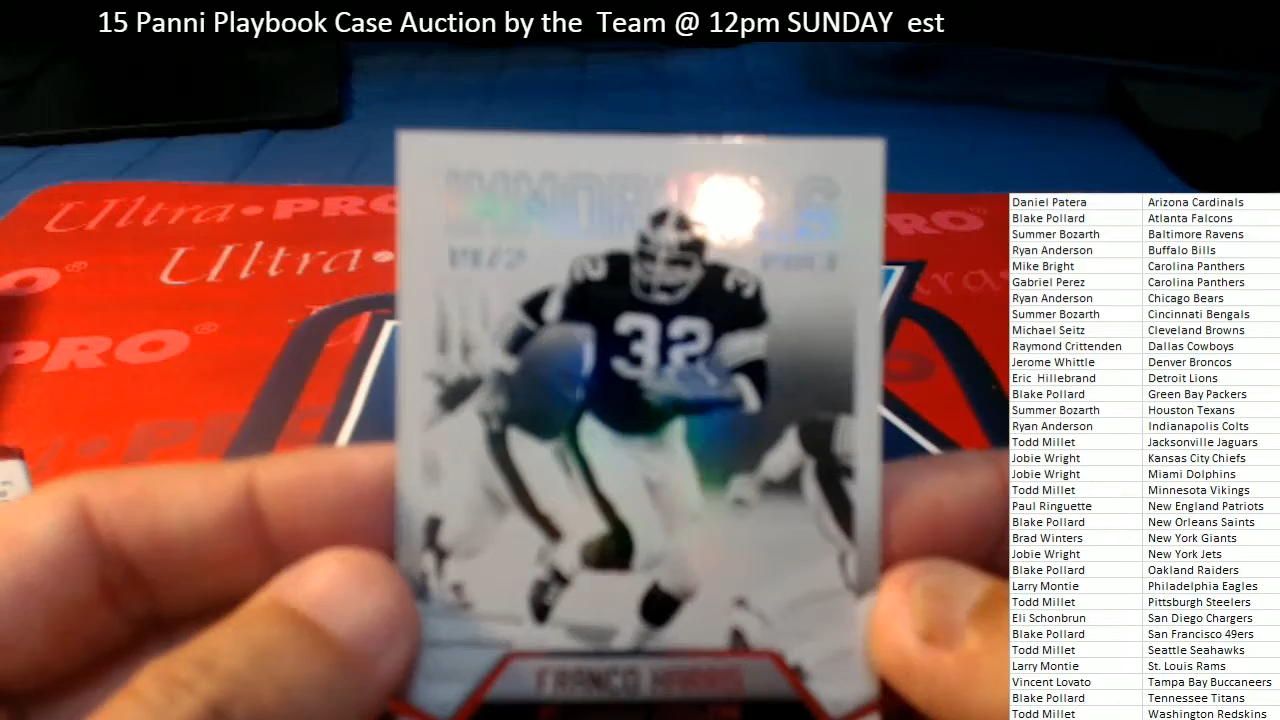 15 Panni Playbook Case Auction by the Team @ 12pm SUNDAY est
Ultra•PRO
Ultra•
PRO®
IMMORTALS
32
32
FRANCO HARRIS
Daniel Patera Arizona Cardinals
Blake Pollard Atlanta Falcons
Summer Bozarth Baltimore Ravens
Ryan Anderson Buffalo Bills
Mike Bright Carolina Panthers
Gabriel Perez Carolina Panthers
Ryan Anderson Chicago Bears
Summer Bozarth Cincinnati Bengals
Michael Seitz Cleveland Browns
Raymond Crittenden Dallas Cowboys
Jerome Whittle Denver Broncos
Eric Hillebrand Detroit Lions
Blake Pollard Green Bay Packers
Summer Bozarth Houston Texans
Ryan Anderson Indianapolis Colts
Todd Millet Jacksonville Jaguars
Jobie Wright Kansas City Chiefs
Jobie Wright Miami Dolphins
Todd Millet Minnesota Vikings
Paul Ringuette New England Patriots
Blake Pollard New Orleans Saints
Brad Winters New York Giants
Jobie Wright New York Jets
Blake Pollard Oakland Raiders
Larry Montie Philadelphia Eagles
Todd Millet Pittsburgh Steelers
Eli Schonbrun San Diego Chargers
Blake Pollard San Francisco 49ers
Todd Millet Seattle Seahawks
Larry Montie St. Louis Rams
Vincent Lovato Tampa Bay Buccaneers
Blake Pollard Tennessee Titans
Todd Millet Washington Redskins